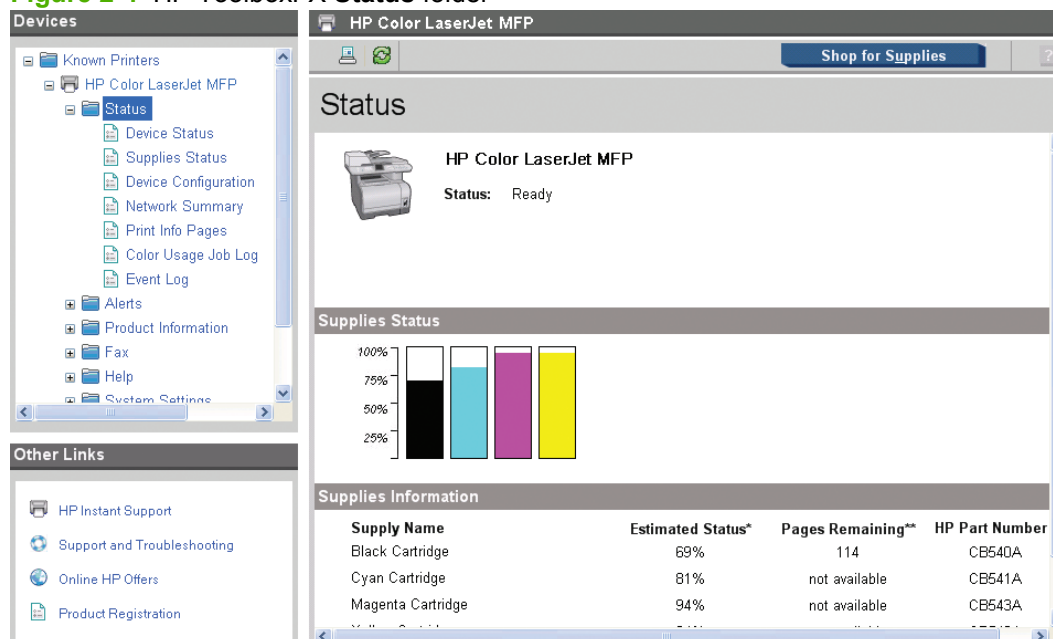 HP Toolbox
Status folder
Devices
Known Printers
HP Color LaserJet MFP
Status
Device Status
Supplies Status
Device Configuration
Network Summary
Print Info Pages
Color Usage Job Log
Event Log
Alerts
Product Information
Fax
Help
System Settings
Other Links
HP Instant Support
Support and Troubleshooting
Online HP Offers
Product Registration
HP Color LaserJet MFP
Shop for Supplies
?
Status
HP Color LaserJet MFP
Status: Ready
Supplies Status
100%
75%
50%
25%
Supplies Information
Supply Name Estimated Status* Pages Remaining** HP Part Number
Black Cartridge 69% 114 CB540A
Cyan Cartridge 81% not available CB541A
Magenta Cartridge 94% not available CB543A